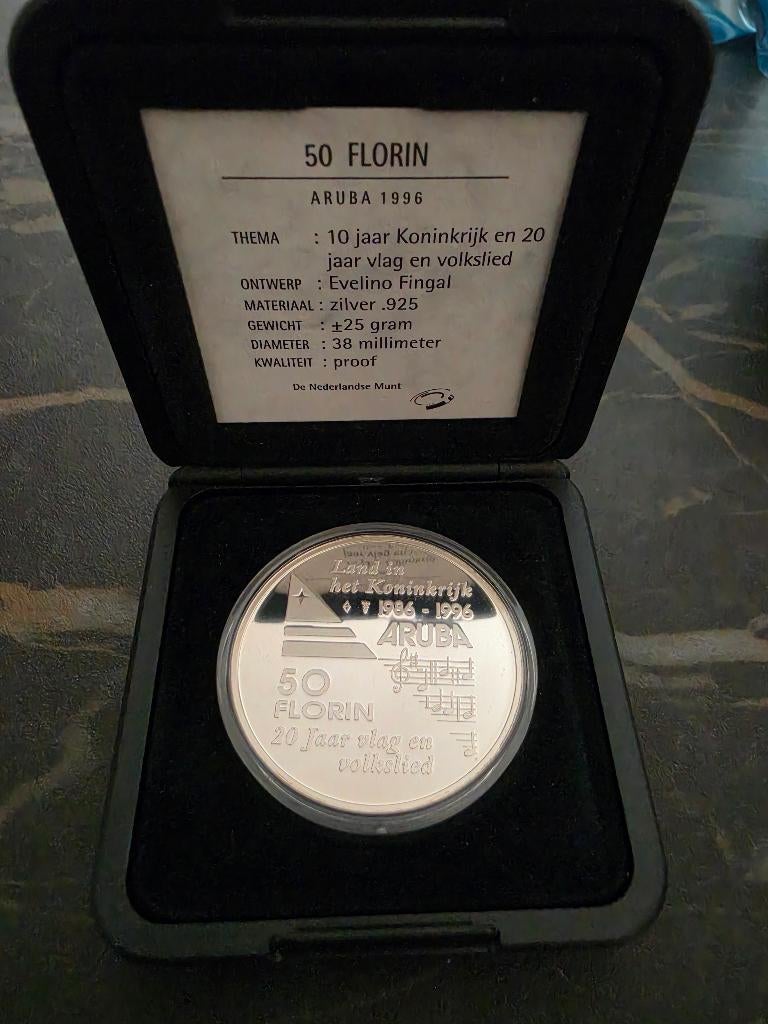 50 FLORIN
ARUBA 1996
THEMA : 10 jaar Koninkrijk en 20
jaar vlag en volkslied
ONTWERP : Evelino Fingal
MATERIAAL : zilver .925
GEWICHT : ±25 gram
DIAMETER : 38 millimeter
KWALITEIT : proof
De Nederlandse Munt
Land in
het Koninkrijk
1986 - 1996
ARUBA
50
FLORIN
20 Jaar vlag en
volkslied